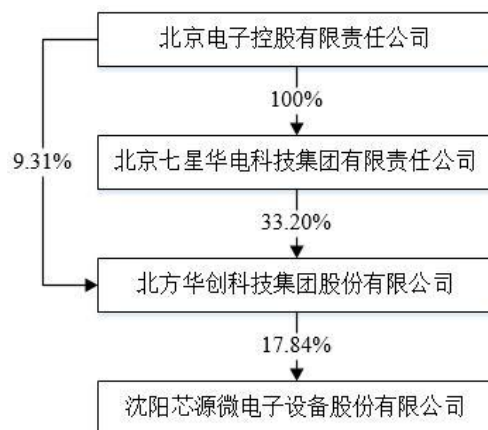 北京电子控股有限责任公司
100%
9.31%
北京七星华电科技集团有限责任公司
33.20%
北方华创科技集团股份有限公司
17.84%
沈阳芯源微电子设备股份有限公司